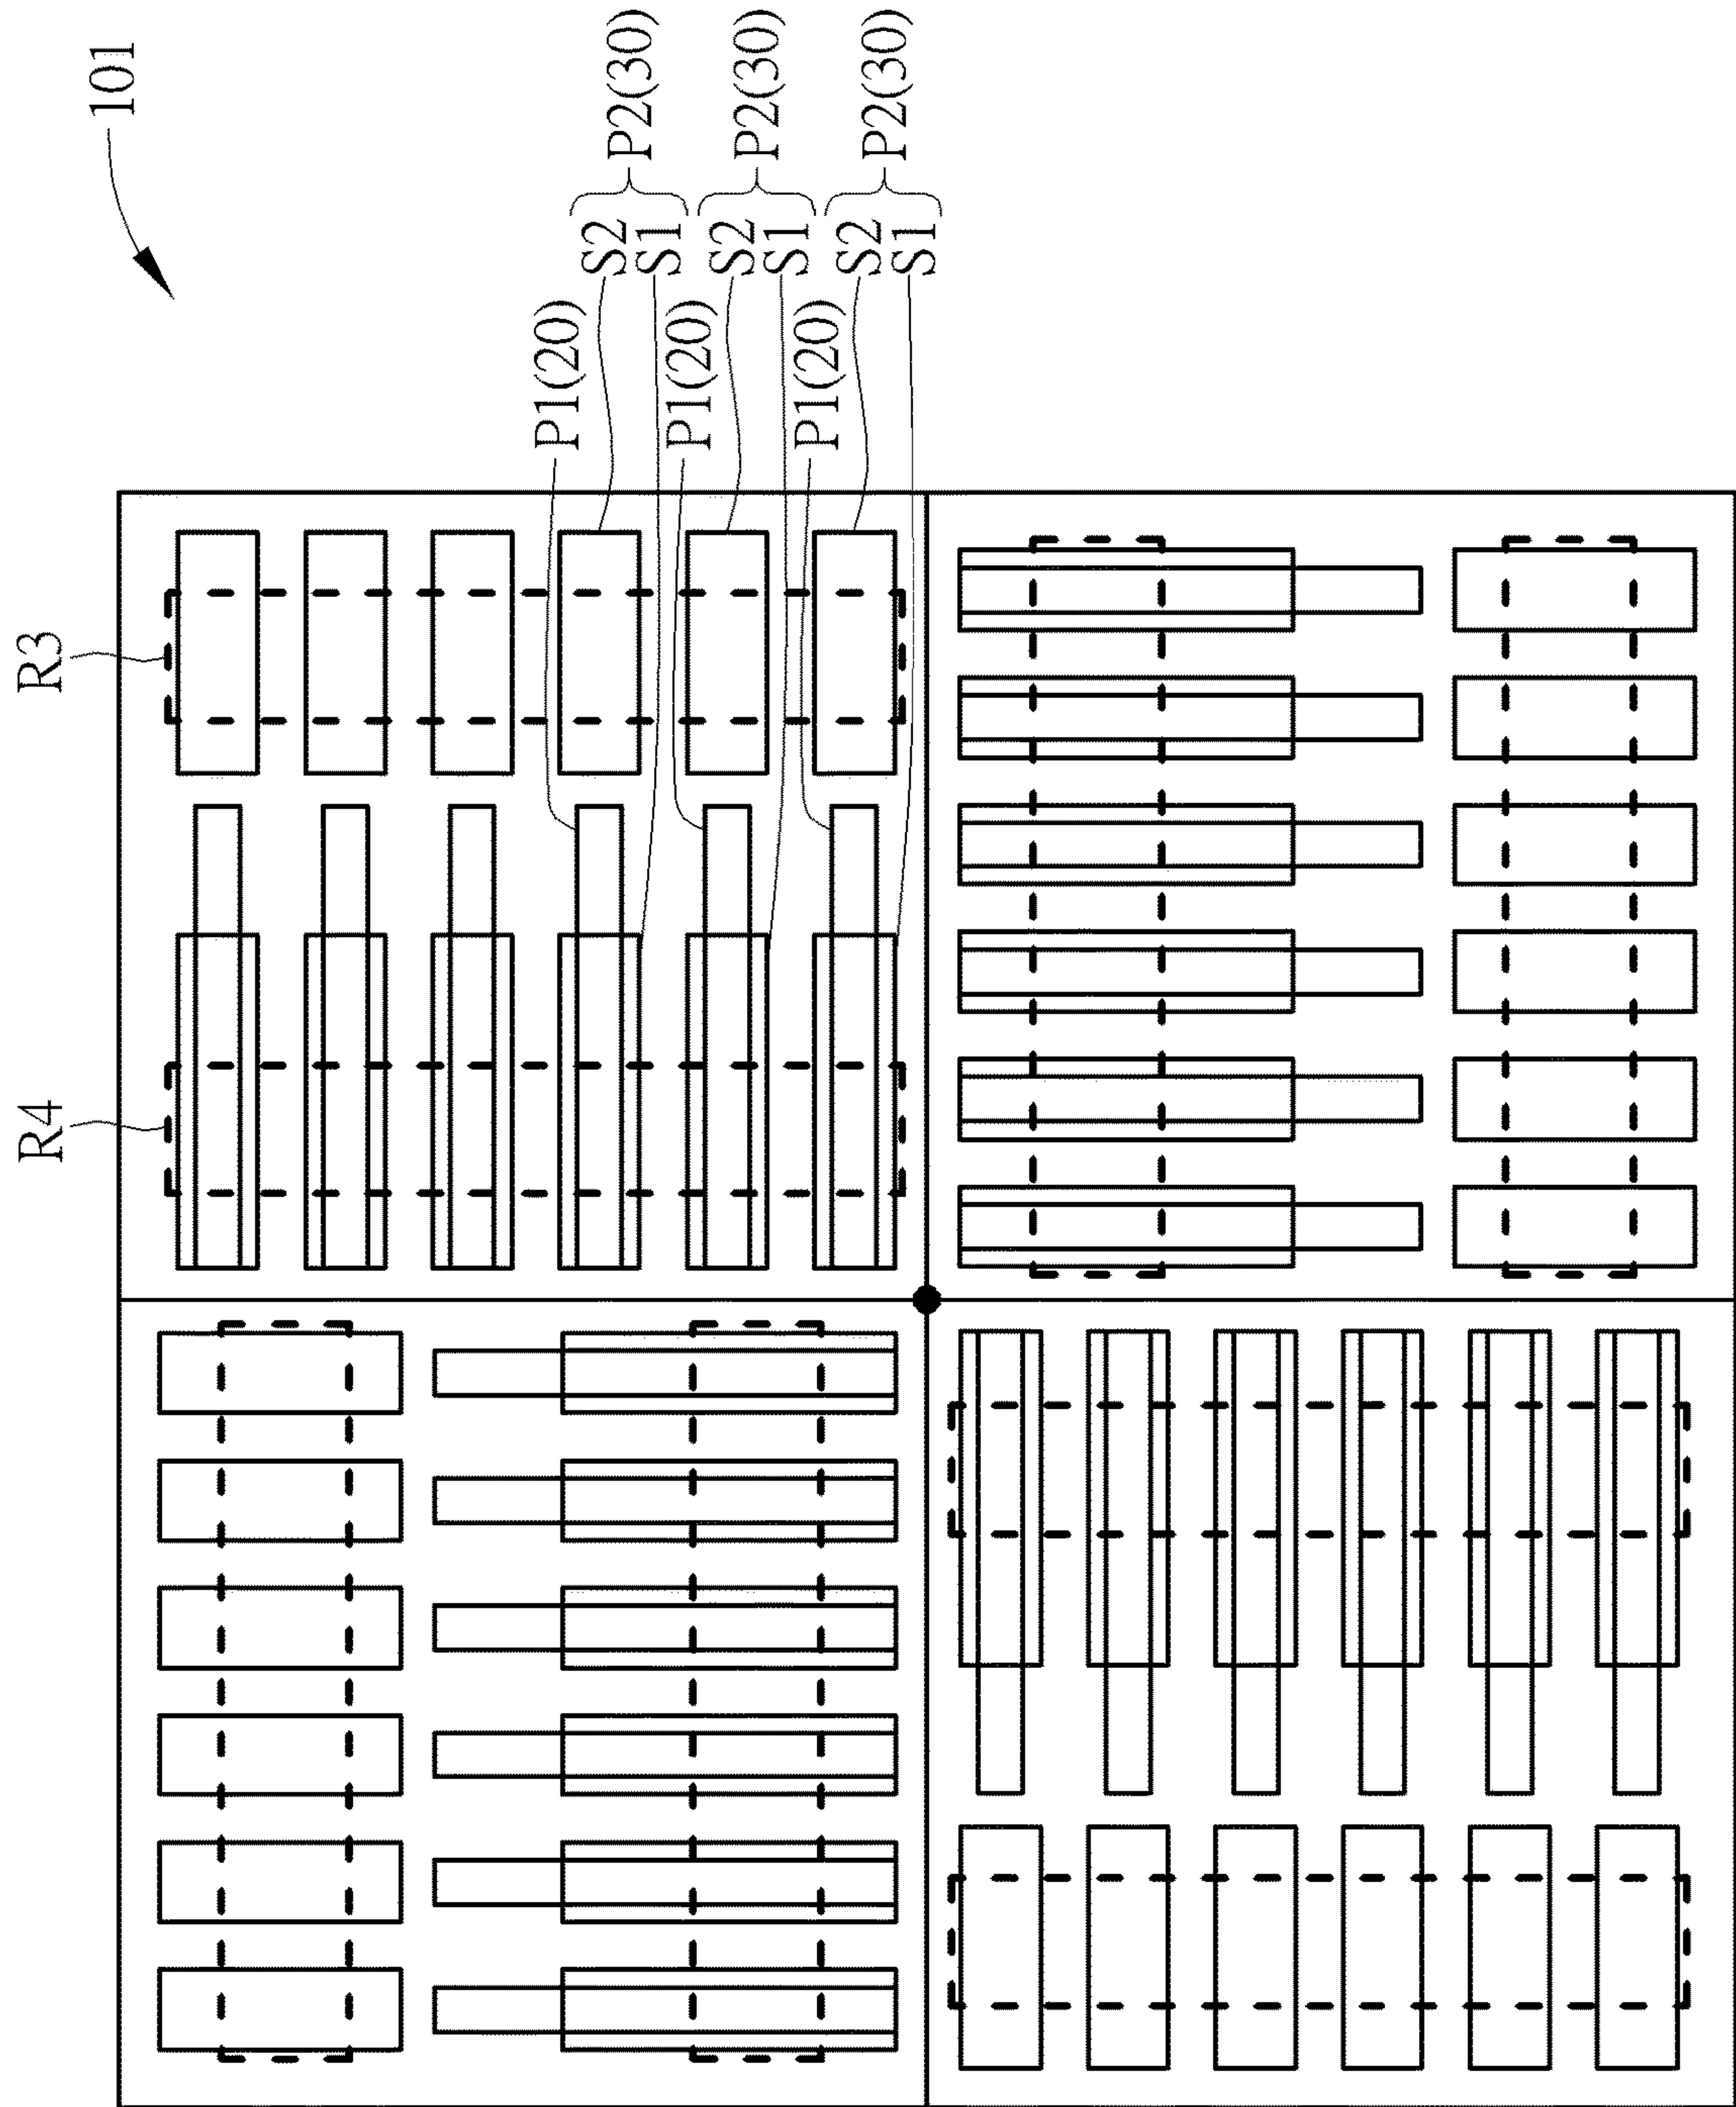 101
R3
R4
P1(20)
S2
S1
P2(30)
P1(20)
S2
S1
P2(30)
P1(20)
S2
S1
P2(30)